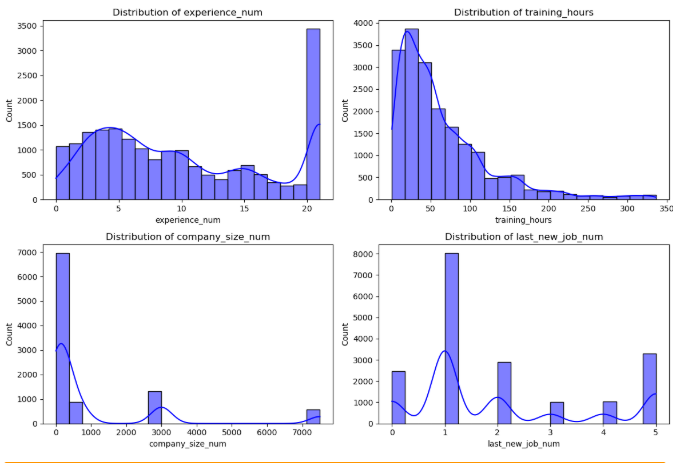 Distribution of experience_num
3500
3000
2500
2000
1500
1000
500
0
Count
0 5 10 15 20
experience_num
Distribution of training_hours
4000
3500
3000
2500
2000
1500
1000
500
0
Count
0 50 100 150 200 250 300 350
training_hours
Distribution of company_size_num
7000
6000
5000
4000
3000
2000
1000
0
Count
0 1000 2000 3000 4000 5000 6000 7000
company_size_num
Distribution of last_new_job_num
8000
7000
6000
5000
4000
3000
2000
1000
0
Count
0 1 2 3 4 5
last_new_job_num